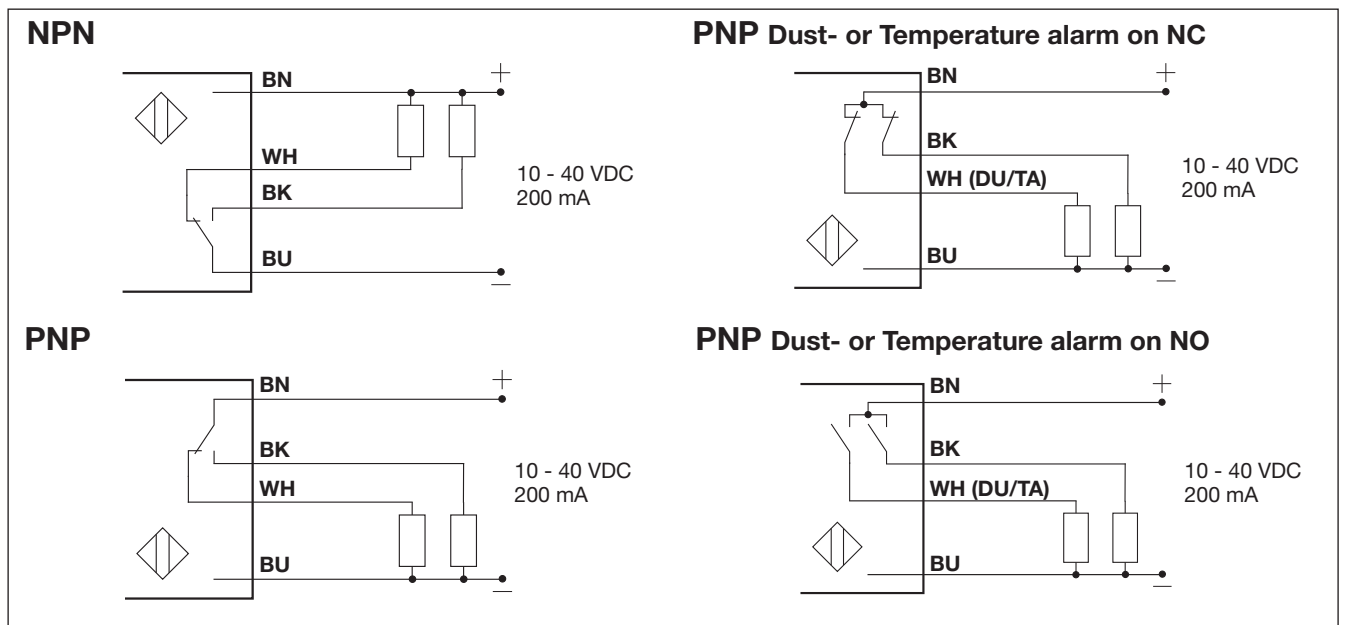 NPN
BN
+
WH
BK
10 - 40 VDC
200 mA
BU
–
PNP Dust- or Temperature alarm on NC
BN
+
BK
WH (DU/TA)
10 - 40 VDC
200 mA
BU
–
PNP
BN
+
BK
WH
10 - 40 VDC
200 mA
BU
–
PNP Dust- or Temperature alarm on NO
BN
+
BK
WH (DU/TA)
10 - 40 VDC
200 mA
BU
–